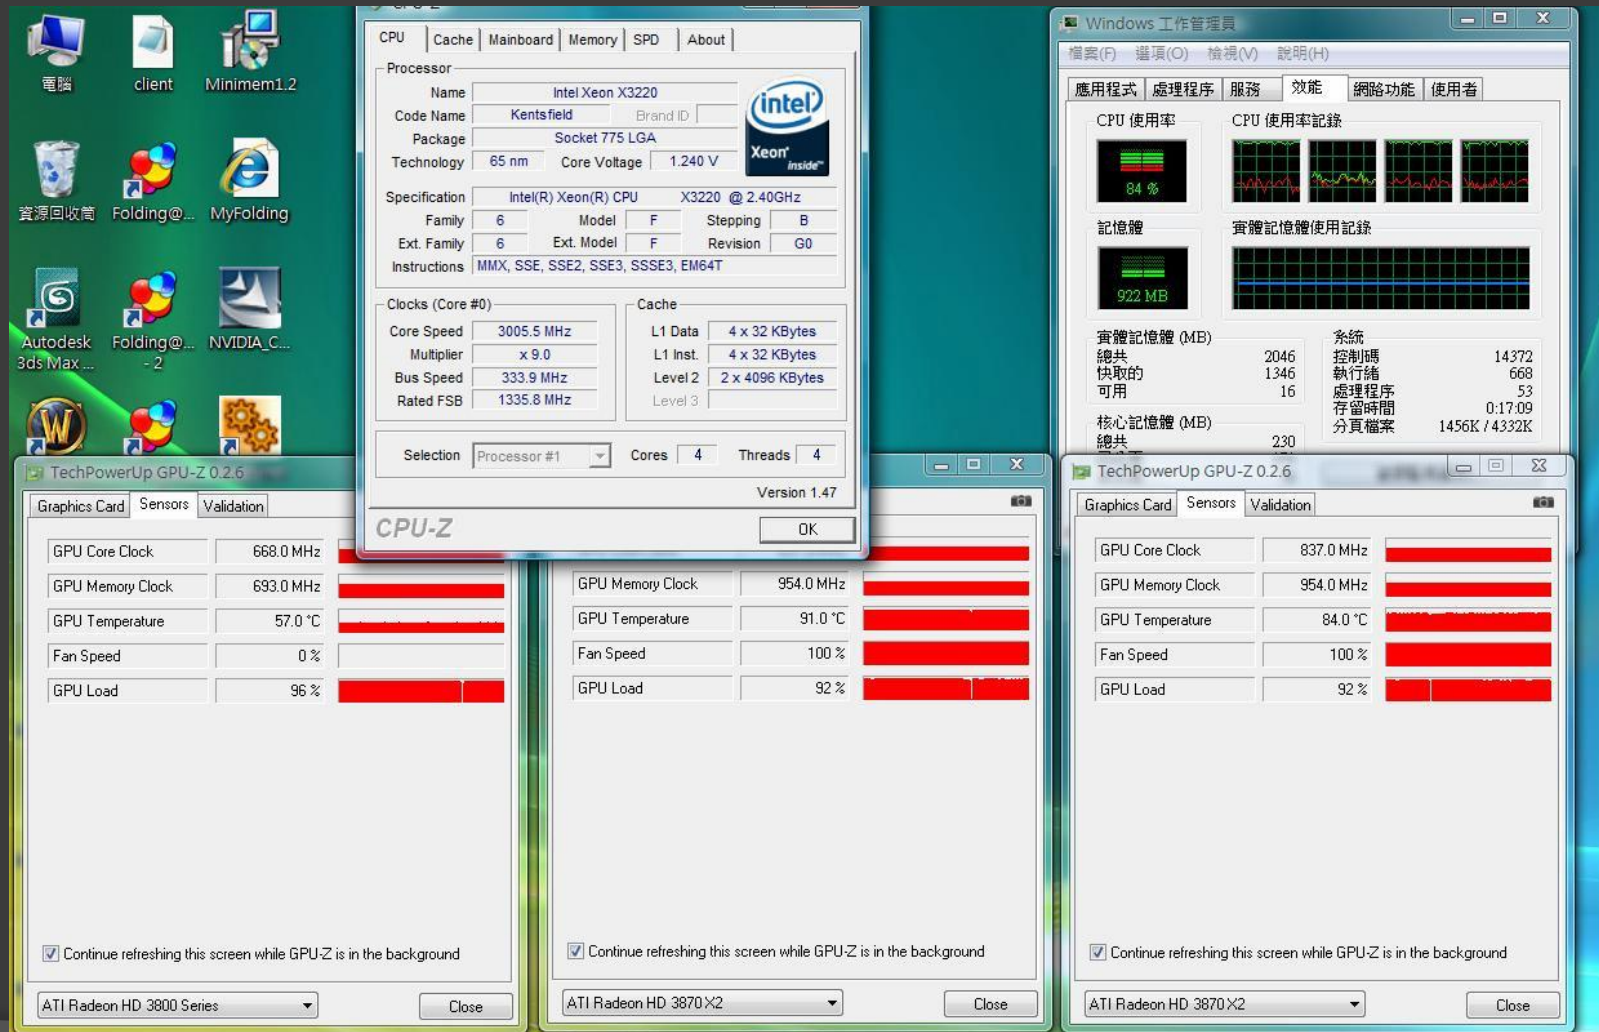 電腦
client
Minimem1.2
資源回收筒
Folding@...
MyFolding
Autodesk
3ds Max ...
Folding@...
- 2
NVIDIA_C...
CPU-Z
CPU
Cache
Mainboard
Memory
SPD
About
Processor
Name
Intel Xeon X3220
Code Name
Kentsfield
Brand ID
Package
Socket 775 LGA
Technology
65 nm
Core Voltage
1.240 V
intel
Xeon
inside™
Specification
Intel(R) Xeon(R) CPU X3220 @ 2.40GHz
Family
6
Model
F
Stepping
B
Ext. Family
6
Ext. Model
F
Revision
G0
Instructions
MMX, SSE, SSE2, SSE3, SSSE3, EM64T
Clocks (Core #0)
Core Speed
3005.5 MHz
Multiplier
x 9.0
Bus Speed
333.9 MHz
Rated FSB
1335.8 MHz
Cache
L1 Data
4 x 32 KBytes
L1 Inst.
4 x 32 KBytes
Level 2
2 x 4096 KBytes
Level 3
Selection
Processor #1
Cores
4
Threads
4
Version 1.47
CPU-Z
OK
Windows 工作管理員
檔案(F) 選項(O) 檢視(V) 說明(H)
應用程式
處理程序
服務
效能
網路功能
使用者
CPU 使用率
84 %
CPU 使用率記錄
記憶體
922 MB
實體記憶體使用記錄
實體記憶體 (MB)
總共 2046
快取的 1346
可用 16
核心記憶體 (MB)
總共 230
系統
控制碼 14372
執行緒 668
處理程序 53
存留時間 0:17:09
分頁檔案 1456K / 4332K
TechPowerUp GPU-Z 0.2.6
Graphics Card
Sensors
Validation
GPU Core Clock
668.0 MHz
GPU Memory Clock
693.0 MHz
GPU Temperature
57.0 °C
Fan Speed
0 %
GPU Load
96 %
Continue refreshing this screen while GPU-Z is in the background
ATI Radeon HD 3800 Series
Close
GPU Memory Clock
954.0 MHz
GPU Temperature
91.0 °C
Fan Speed
100 %
GPU Load
92 %
Continue refreshing this screen while GPU-Z is in the background
ATI Radeon HD 3870 X2
Close
TechPowerUp GPU-Z 0.2.6
Graphics Card
Sensors
Validation
GPU Core Clock
837.0 MHz
GPU Memory Clock
954.0 MHz
GPU Temperature
84.0 °C
Fan Speed
100 %
GPU Load
92 %
Continue refreshing this screen while GPU-Z is in the background
ATI Radeon HD 3870 X2
Close